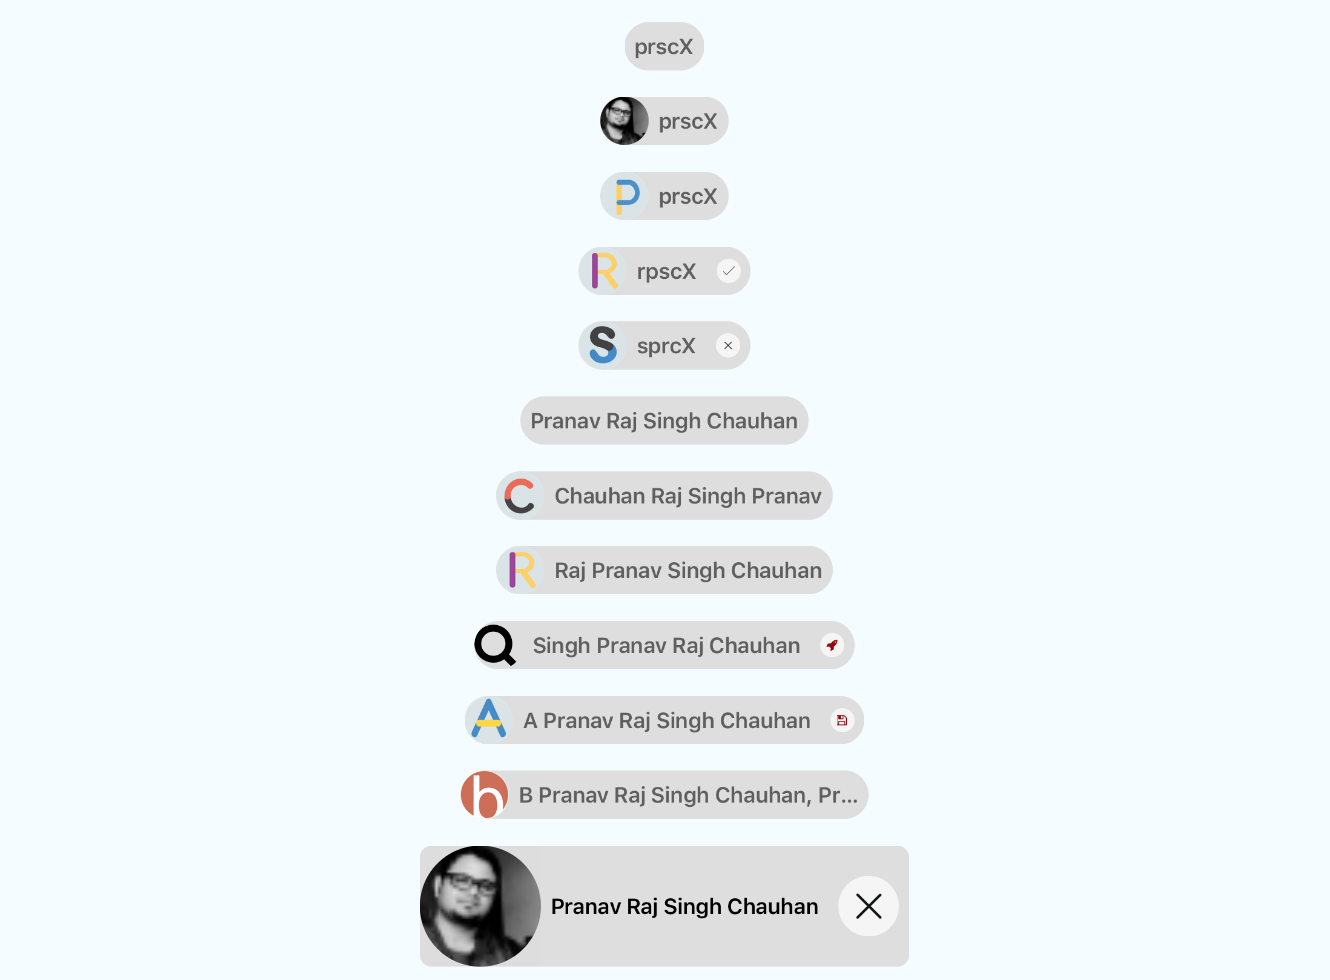 prscX
prscX
P prscX
R rpscX
S sprcX
Pranav Raj Singh Chauhan
C Chauhan Raj Singh Pranav
R Raj Pranav Singh Chauhan
Q Singh Pranav Raj Chauhan
A A Pranav Raj Singh Chauhan
b B Pranav Raj Singh Chauhan, Pr...
Pranav Raj Singh Chauhan